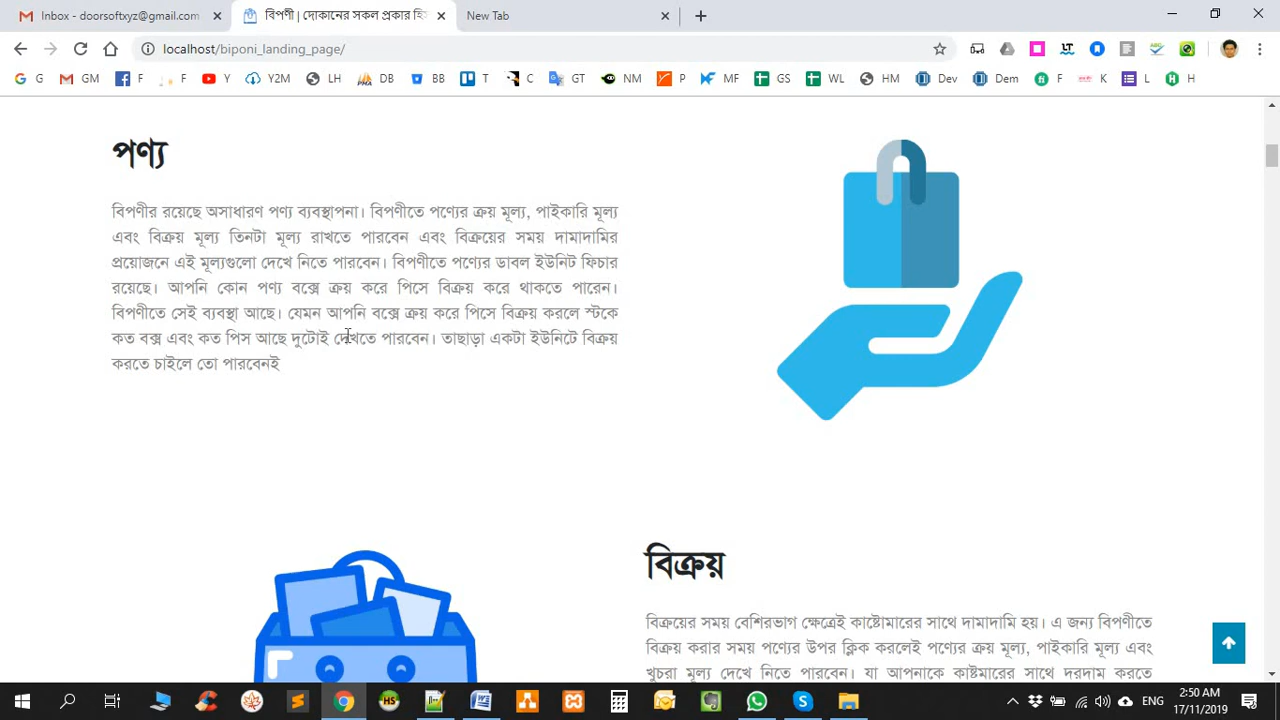 Inbox - doorsoftxyz@gmail.com
বিপণী | দোকানের সকল প্রকার হিস
New Tab
localhost/biponi_landing_page/
G GM F F Y Y2M LH DB BB T C GT NM P MF GS WL HM Dev Dem F K L H
পণ্য
বিপণীর রয়েছে অসাধারণ পণ্য ব্যবস্থাপনা। বিপণীতে পণ্যের ক্রয় মূল্য, পাইকারি মূল্য
এবং বিক্রয় মূল্য তিনটা মূল্য রাখতে পারবেন এবং বিক্রয়ের সময় দামাদামির
প্রয়োজনে এই মূল্যগুলো দেখে নিতে পারবেন। বিপণীতে পণ্যের ডাবল ইউনিট ফিচার
রয়েছে। আপনি কোন পণ্য বক্সে ক্রয় করে পিসে বিক্রয় করে থাকতে পারেন।
বিপণীতে সেই ব্যবস্থা আছে। যেমন আপনি বক্সে ক্রয় করে পিসে বিক্রয় করলে স্টকে
কত বক্স এবং কত পিস আছে দুটোই দেখতে পারবেন। তাছাড়া একটা ইউনিটে বিক্রয়
করতে চাইলে তো পারবেনই
বিক্রয়
বিক্রয়ের সময় বেশিরভাগ ক্ষেত্রেই কাষ্টোমারের সাথে দামাদামি হয়। এ জন্য বিপণীতে
বিক্রয় করার সময় পণ্যের উপর ক্লিক করলেই পণ্যের ক্রয় মূল্য, পাইকারি মূল্য এবং
খুচরা মূল্য দেখে নিতে পারবেন। যা আপনাকে কাষ্টমারের সাথে দরদাম করতে
ENG
2:50 AM
17/11/2019